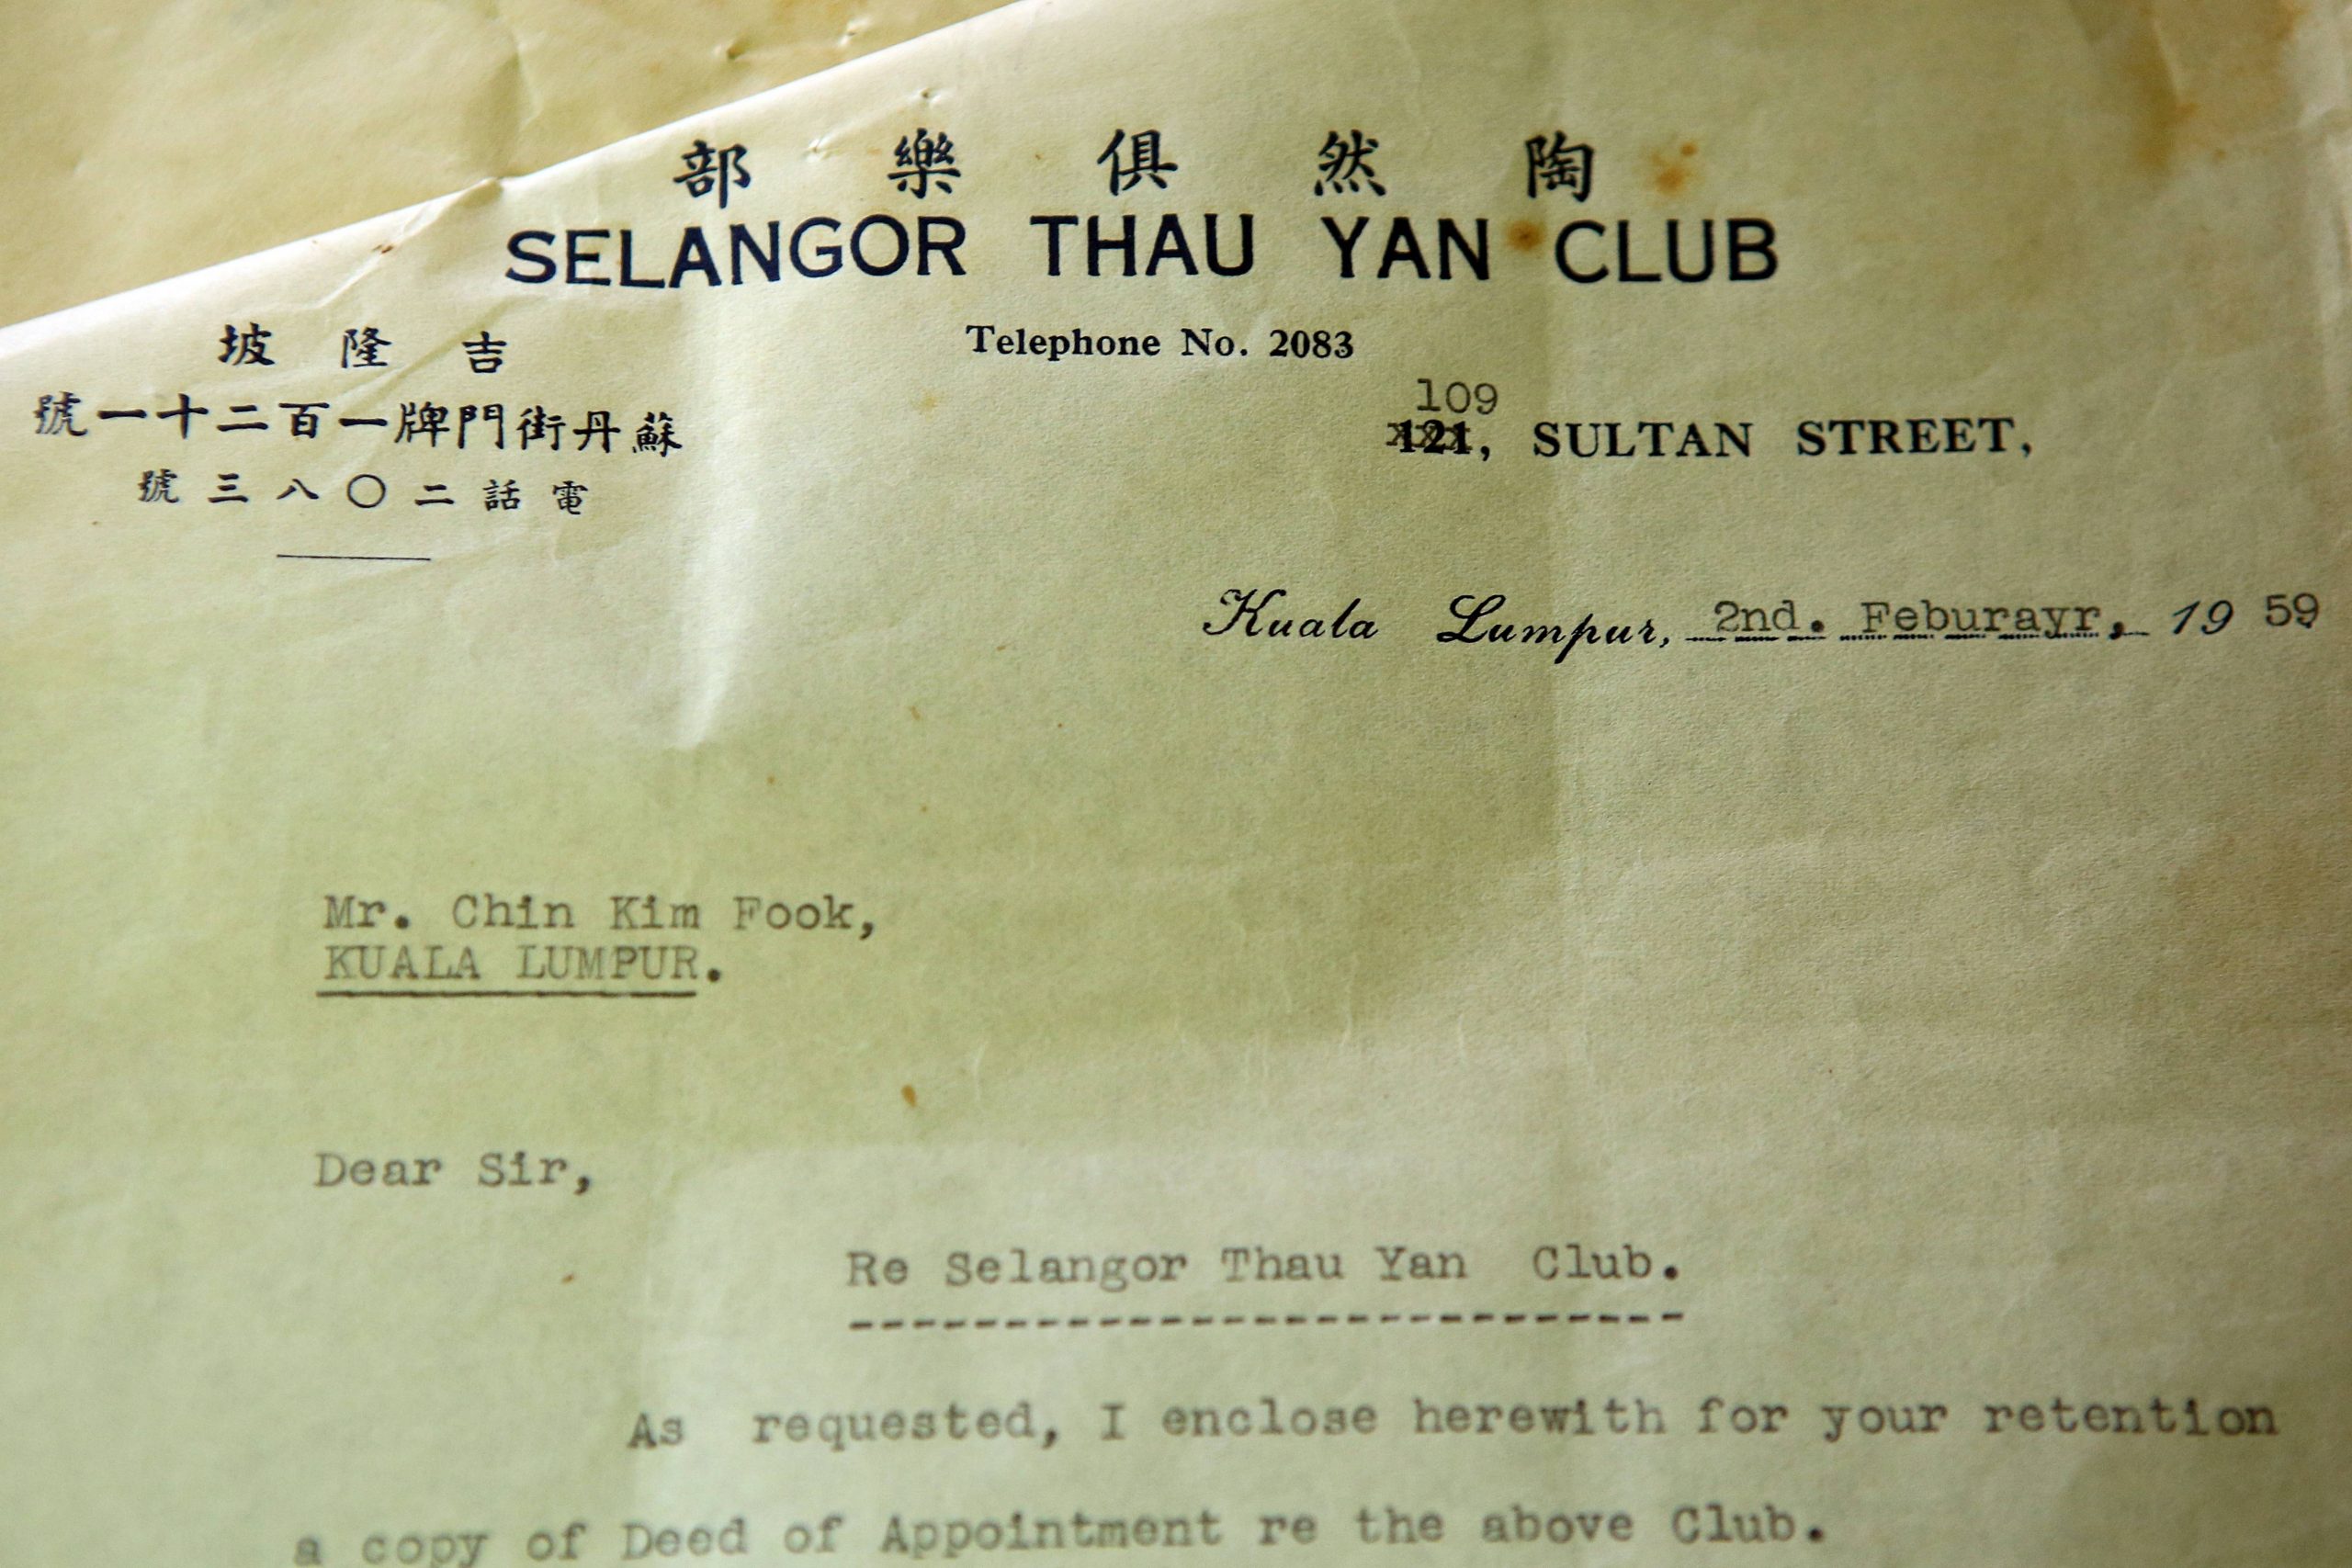 陶然俱樂部
SELANGOR THAU YAN CLUB
吉隆坡
蘇丹街門牌一百二十一號
電話二〇八三號
Telephone No. 2083
109
121, SULTAN STREET,
Kuala Lumpur, 2nd. Feburayr, 19 59
Mr. Chin Kim Fook,
KUALA LUMPUR.
Dear Sir,
Re Selangor Thau Yan Club.
As requested, I enclose herewith for your retention
a copy of Deed of Appointment re the above Club.